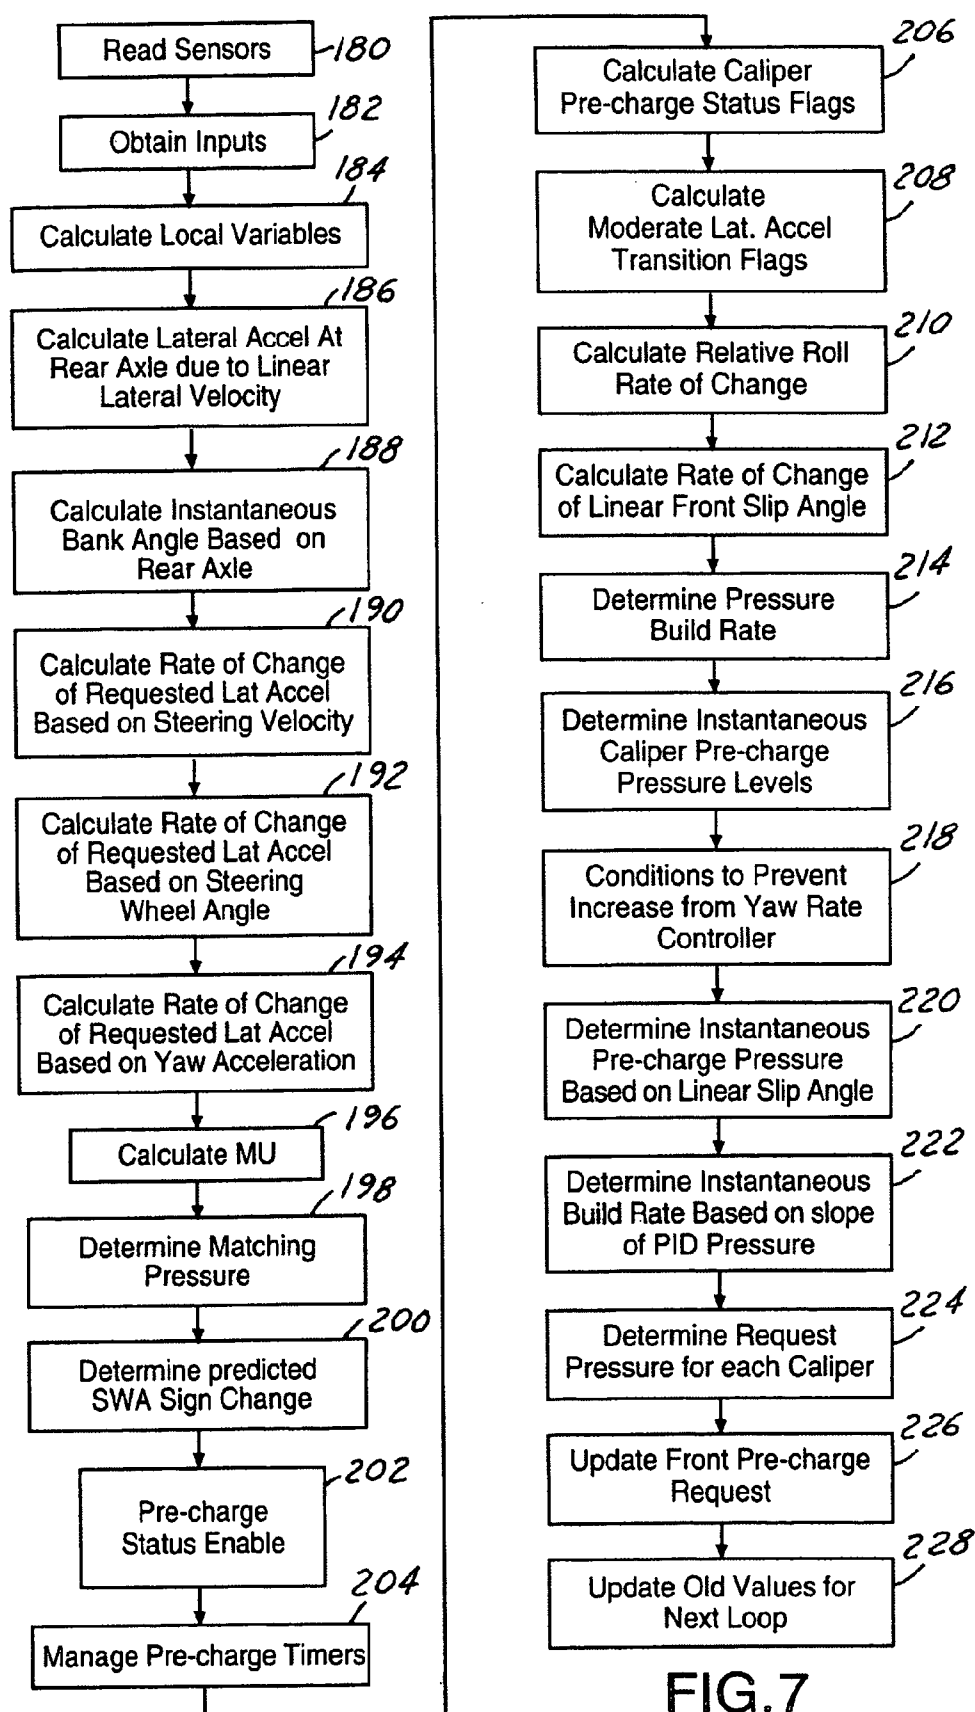 Read Sensors
180
Obtain Inputs
182
Calculate Local Variables
184
Calculate Lateral Accel At
Rear Axle due to Linear
Lateral Velocity
186
Calculate Instantaneous
Bank Angle Based on
Rear Axle
188
Calculate Rate of Change
of Requested Lat Accel
Based on Steering Velocity
190
Calculate Rate of Change
of Requested Lat Accel
Based on Steering
Wheel Angle
192
Calculate Rate of Change
of Requested Lat Accel
Based on Yaw Acceleration
194
Calculate MU
196
Determine Matching
Pressure
198
Determine predicted
SWA Sign Change
200
Pre-charge
Status Enable
202
Manage Pre-charge Timers
204
Calculate Caliper
Pre-charge Status Flags
206
Calculate
Moderate Lat. Accel
Transition Flags
208
Calculate Relative Roll
Rate of Change
210
Calculate Rate of Change
of Linear Front Slip Angle
212
Determine Pressure
Build Rate
214
Determine Instantaneous
Caliper Pre-charge
Pressure Levels
216
Conditions to Prevent
Increase from Yaw Rate
Controller
218
Determine Instantaneous
Pre-charge Pressure
Based on Linear Slip Angle
220
Determine Instantaneous
Build Rate Based on slope
of PID Pressure
222
Determine Request
Pressure for each Caliper
224
Update Front Pre-charge
Request
226
Update Old Values for
Next Loop
228
FIG.7